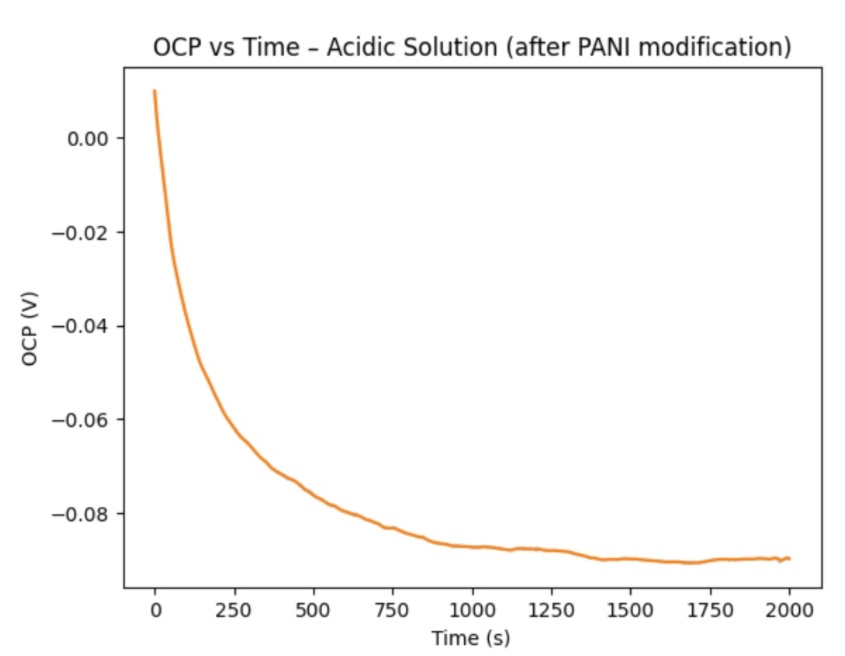 OCP vs Time – Acidic Solution (after PANI modification)
0.00
−0.02
−0.04
−0.06
−0.08
OCP (V)
0 250 500 750 1000 1250 1500 1750 2000
Time (s)